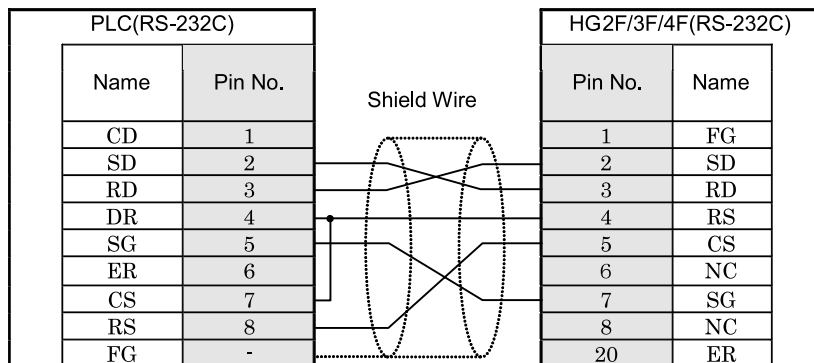 PLC(RS-232C) HG2F/3F/4F(RS-232C)
Name Pin No. Shield Wire Pin No. Name
CD 1 1 FG
SD 2 2 SD
RD 3 3 RD
DR 4 4 RS
SG 5 5 CS
ER 6 6 NC
CS 7 7 SG
RS 8 8 NC
FG - 20 ER